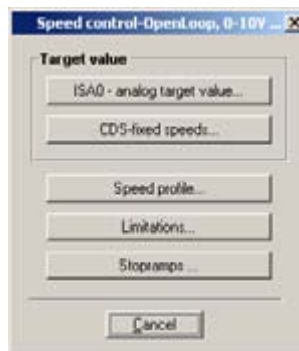 Speed control-OpenLoop, 0-10V ...
Target value
ISA0 - analog target value...
CDS-fixed speeds...
Speed profile...
Limitations...
Stopramps ...
Cancel